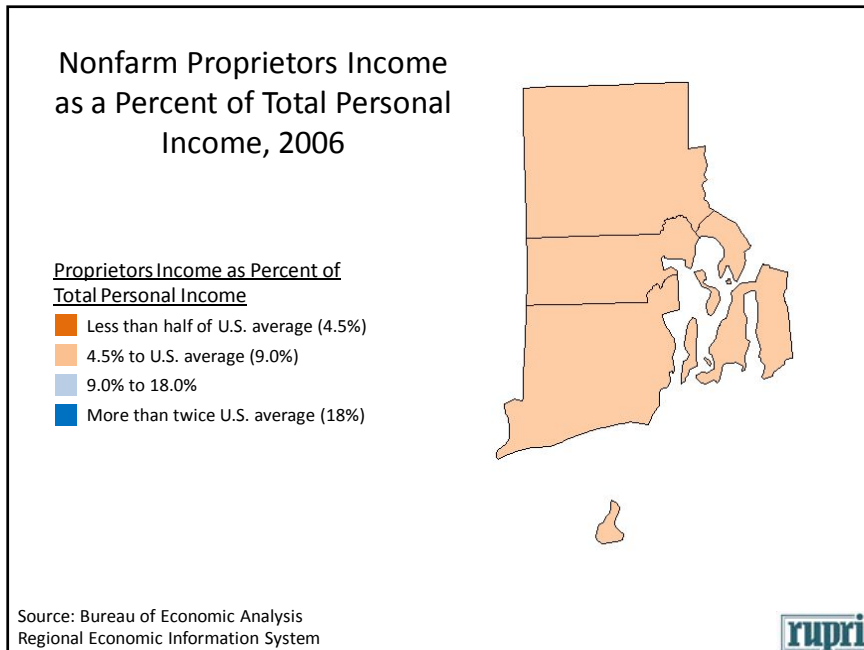 Nonfarm Proprietors Income
as a Percent of Total Personal
Income, 2006
Proprietors Income as Percent of
Total Personal Income
Less than half of U.S. average (4.5%)
4.5% to U.S. average (9.0%)
9.0% to 18.0%
More than twice U.S. average (18%)
Source: Bureau of Economic Analysis
Regional Economic Information System
rupri